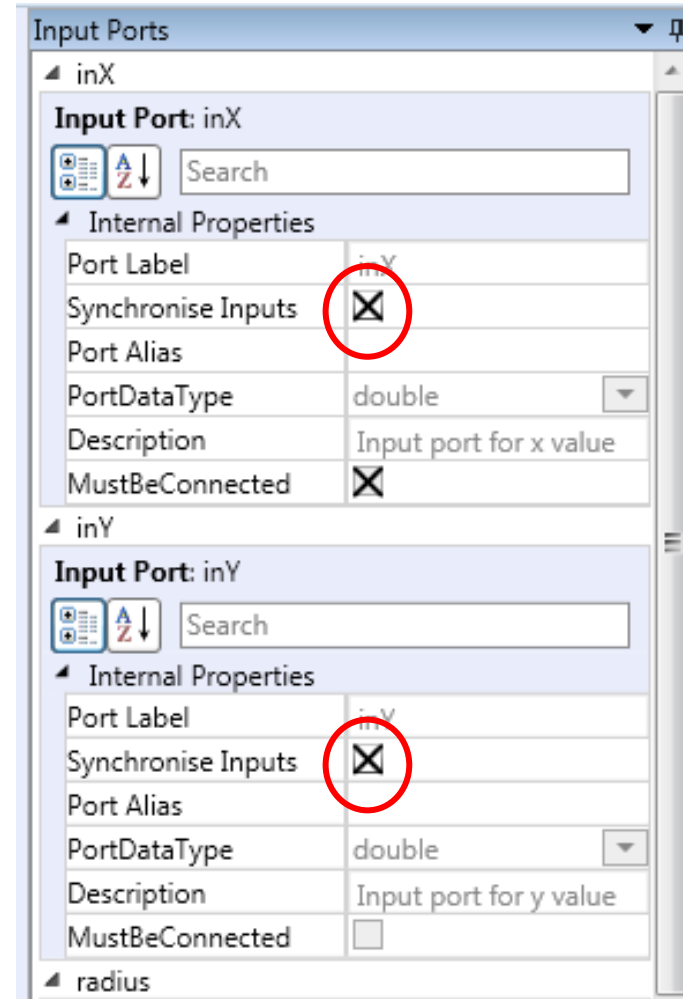 Input Ports
inX
Input Port: inX
A Z Search
Internal Properties
Port Label inX
Synchronise Inputs
Port Alias
PortDataType double
Description Input port for x value
MustBeConnected
inY
Input Port: inY
A Z Search
Internal Properties
Port Label inY
Synchronise Inputs
Port Alias
PortDataType double
Description Input port for y value
MustBeConnected
radius